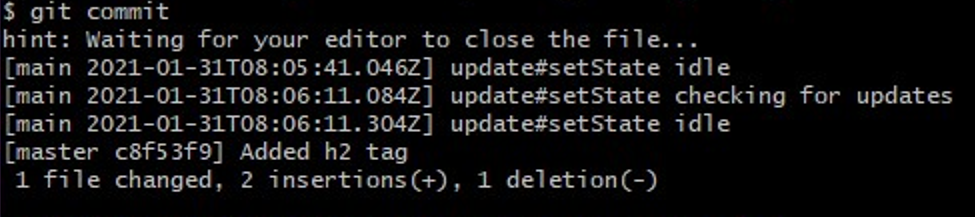 $ git commit
hint: Waiting for your editor to close the file...
[main 2021-01-31T08:05:41.046Z] update#setState idle
[main 2021-01-31T08:06:11.084Z] update#setState checking for updates
[main 2021-01-31T08:06:11.304Z] update#setState idle
[master c8f53f9] Added h2 tag
 1 file changed, 2 insertions(+), 1 deletion(-)